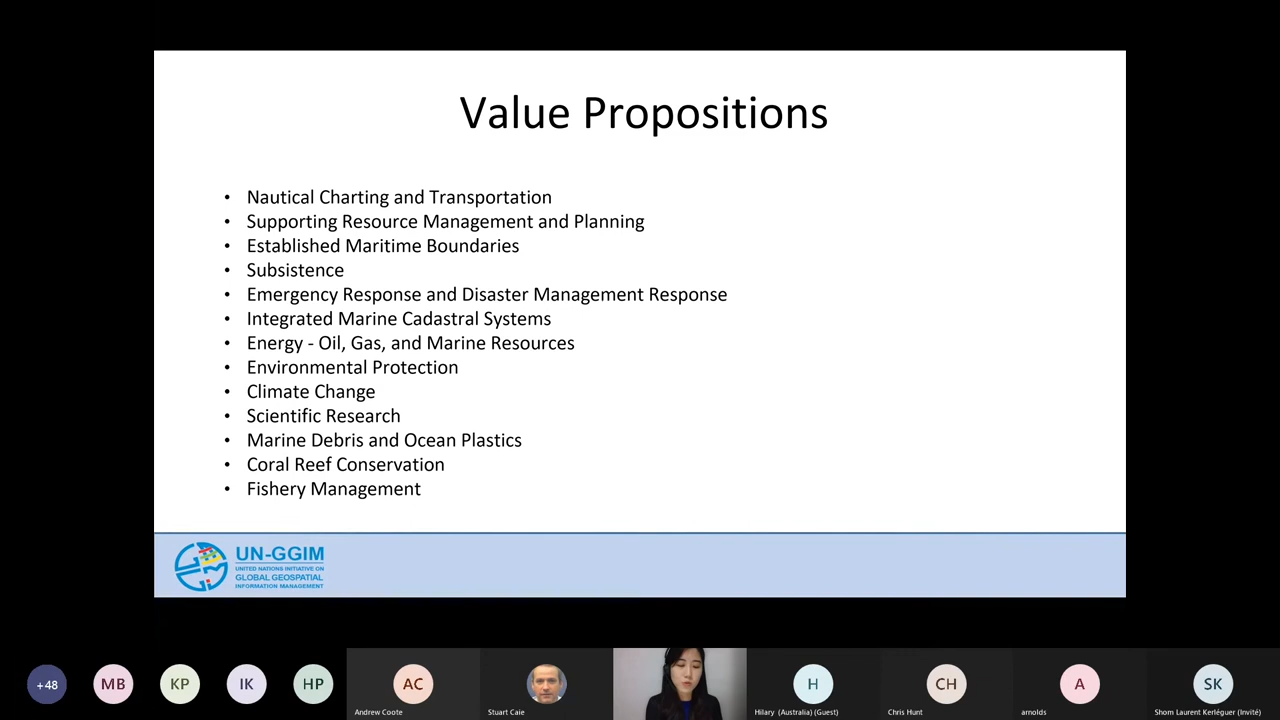 Value Propositions
• Nautical Charting and Transportation
• Supporting Resource Management and Planning
• Established Maritime Boundaries
• Subsistence
• Emergency Response and Disaster Management Response
• Integrated Marine Cadastral Systems
• Energy - Oil, Gas, and Marine Resources
• Environmental Protection
• Climate Change
• Scientific Research
• Marine Debris and Ocean Plastics
• Coral Reef Conservation
• Fishery Management
UN-GGIM
UNITED NATIONS INITIATIVE ON
GLOBAL GEOSPATIAL
INFORMATION MANAGEMENT
+48 MB KP IK HP AC H CH A SK
Andrew Coote Stuart Caie Hilary (Australia) (Guest) Chris Hunt arnolds Shom Laurent Kerléguer (Invité)